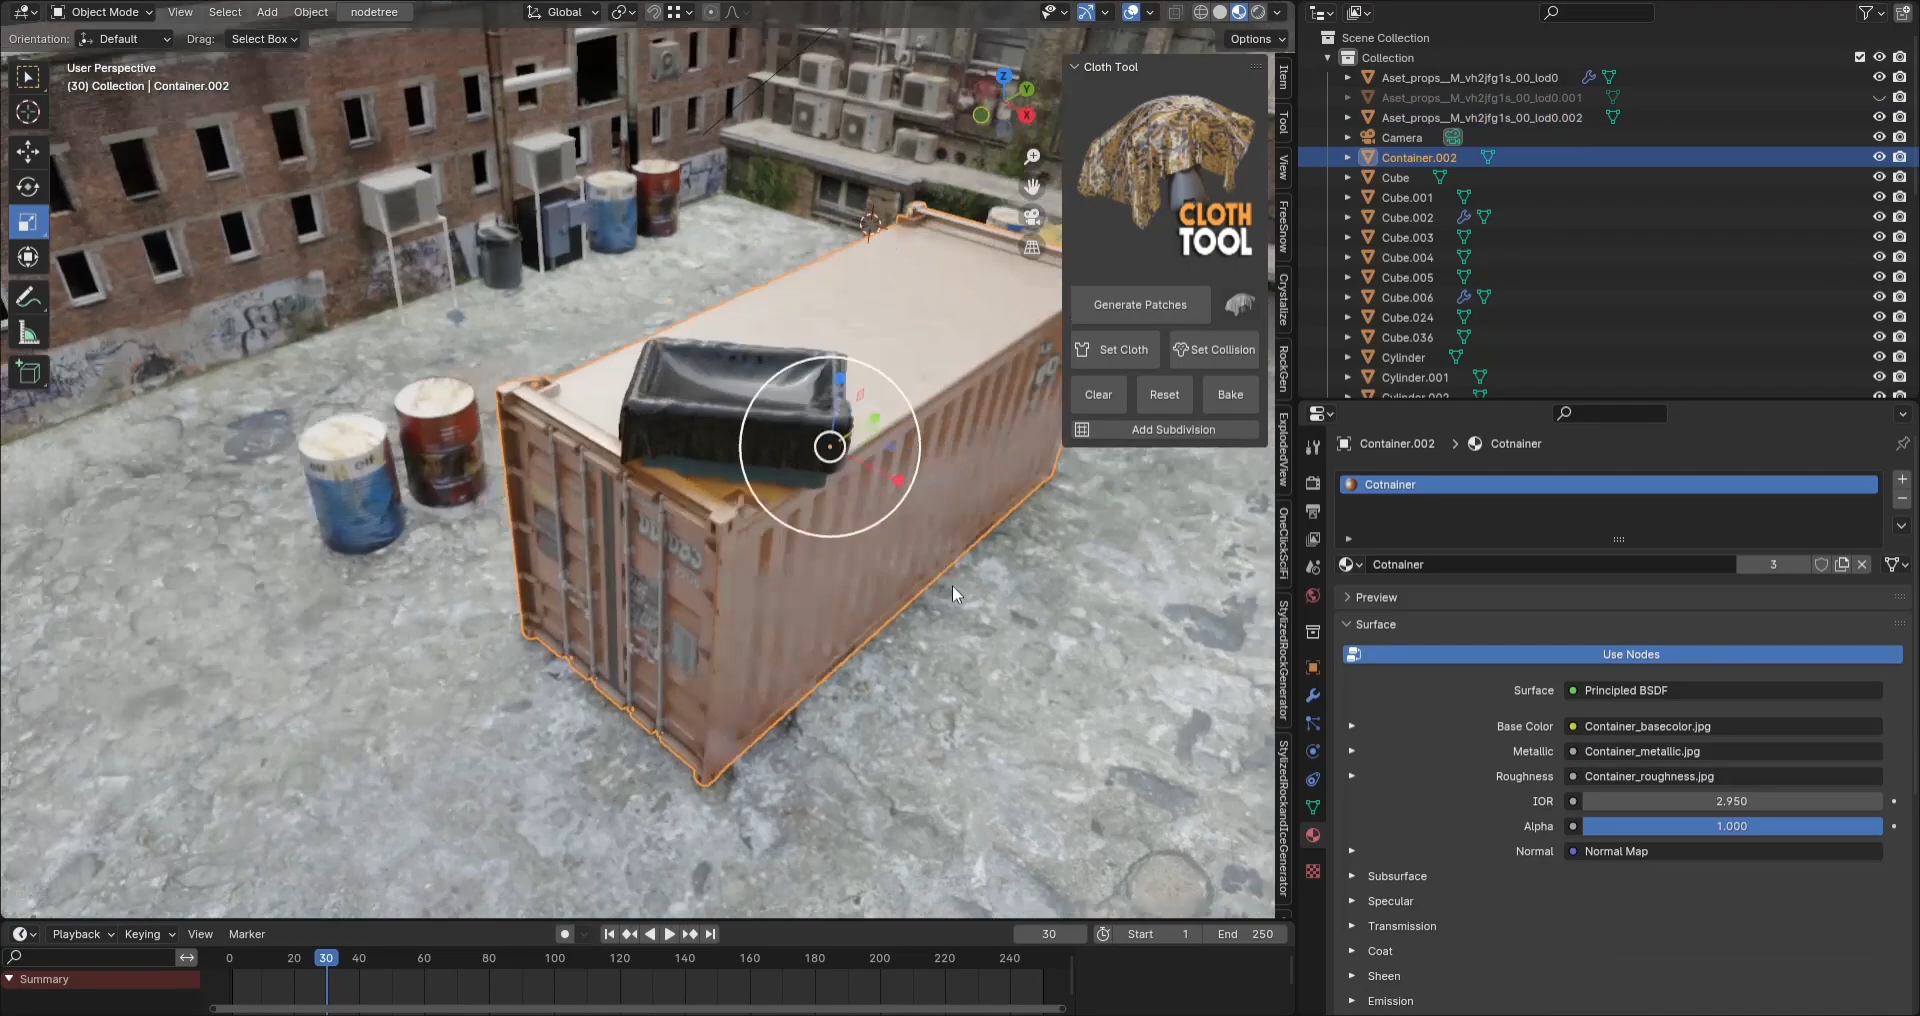 Object Mode View Select Add Object nodetree Global
Orientation: Default Drag: Select Box Options
User Perspective
(30) Collection | Container.002
Z
Y
X
Cloth Tool
CLOTH
TOOL
Generate Patches
Set Cloth Set Collision
Clear Reset Bake
Add Subdivision
Item
Tool
View
FreeSnow
Crystalize
RockGen
ExplodedView
OneClickSciFi
StylizedRockGenerator
StylizedRockandIceGenerator
elf
Scene Collection
Collection
Aset_props__M_vh2jfg1s_00_lod0
Aset_props__M_vh2jfg1s_00_lod0.001
Aset_props__M_vh2jfg1s_00_lod0.002
Camera
Container.002
Cube
Cube.001
Cube.002
Cube.003
Cube.004
Cube.005
Cube.006
Cube.024
Cube.036
Cylinder
Cylinder.001
Cylinder.002
Container.002 > Cotnainer
Cotnainer
Cotnainer 3
Preview
Surface
Use Nodes
Surface Principled BSDF
Base Color Container_basecolor.jpg
Metallic Container_metallic.jpg
Roughness Container_roughness.jpg
IOR 2.950
Alpha 1.000
Normal Normal Map
Subsurface
Specular
Transmission
Coat
Sheen
Emission
Playback Keying View Marker 30 Start 1 End 250
0 20 30 40 60 80 100 120 140 160 180 200 220 240
Summary